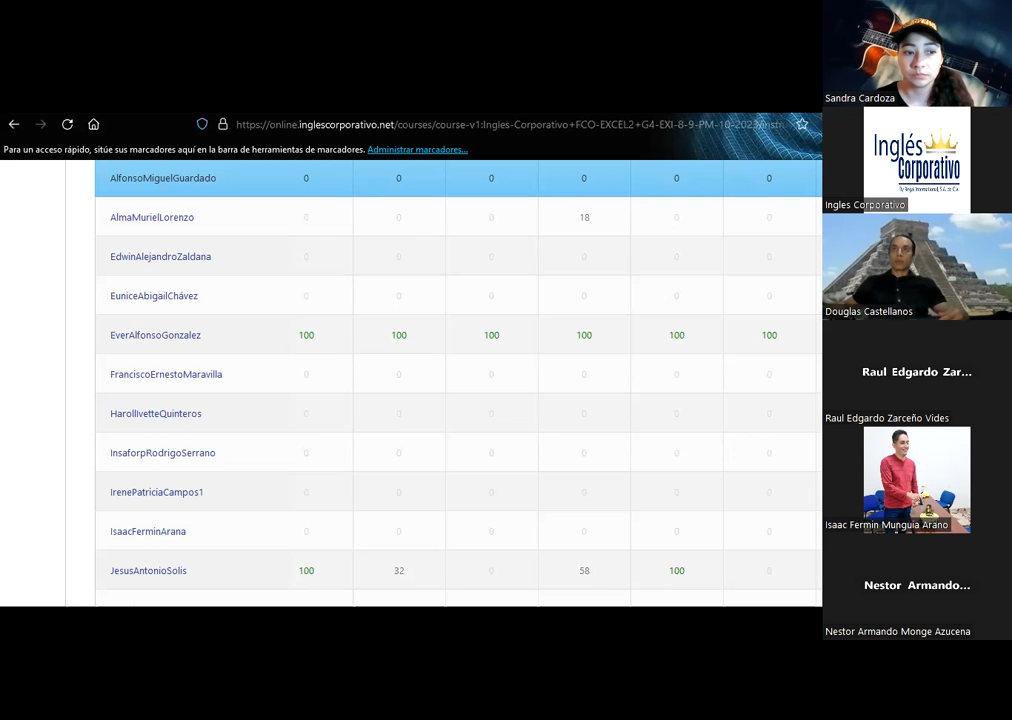 https://online.inglescorporativo.net/courses/course-v1:Ingles-Corporativo+FCO-EXCEL2+G4-EXI-8-9-PM-10-2023/instr
Para un acceso rápido, sitúe sus marcadores aquí en la barra de herramientas de marcadores. Administrar marcadores...
AlfonsoMiguelGuardado 0 0 0 0 0 0
AlmaMurielLorenzo 0 0 0 18 0 0
EdwinAlejandroZaldana 0 0 0 0 0 0
EuniceAbigailChávez 0 0 0 0 0 0
EverAlfonsoGonzalez 100 100 100 100 100 100
FranciscoErnestoMaravilla 0 0 0 0 0 0
HarolIvetteQuinteros 0 0 0 0 0 0
InsaforpRodrigoSerrano 0 0 0 0 0 0
IrenePatriciaCampos1 0 0 0 0 0 0
IsaacFerminArana 0 0 0 0 0 0
JesusAntonioSolis 100 32 0 58 100 0
Sandra Cardoza
Inglés
Corporativo
Ingles Corporativo
Douglas Castellanos
Raul Edgardo Zar...
Raul Edgardo Zarceño Vides
Isaac Fermin Munguia Arano
Nestor Armando...
Nestor Armando Monge Azucena